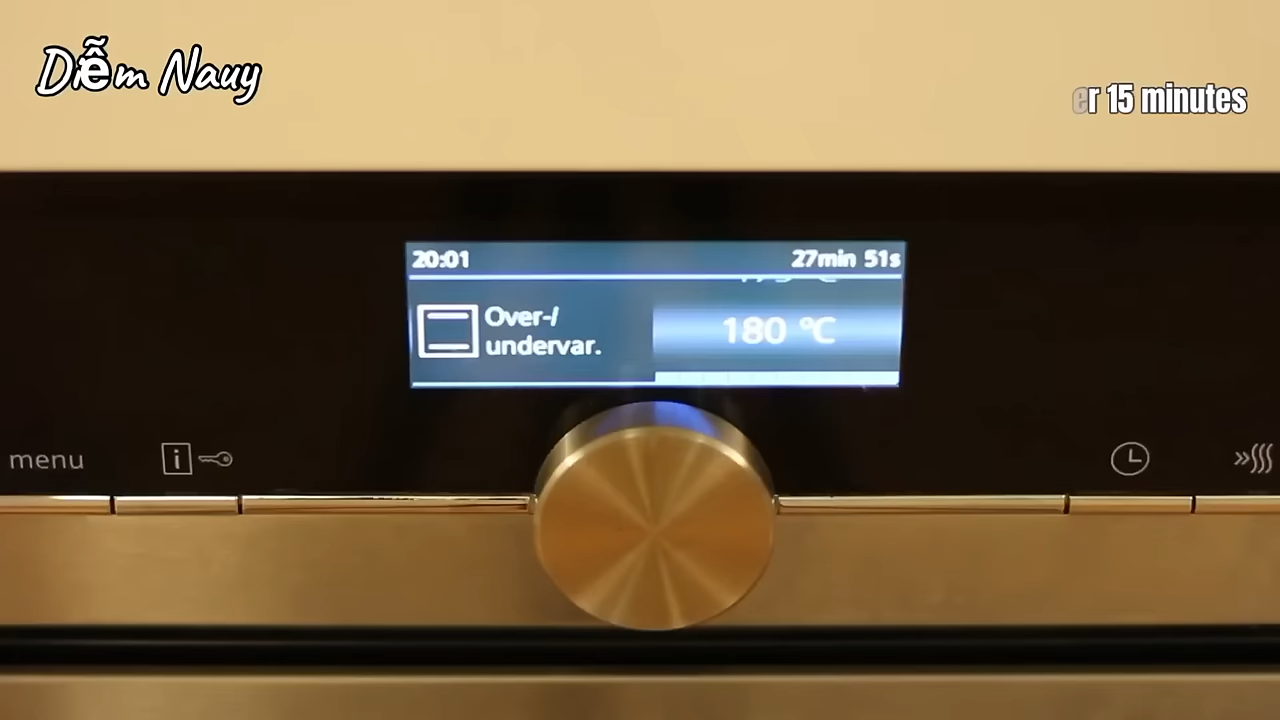 Diễm Nauy
er 15 minutes
20:01
27min 51s
180 °C
Over-/
undervar.
menu
i